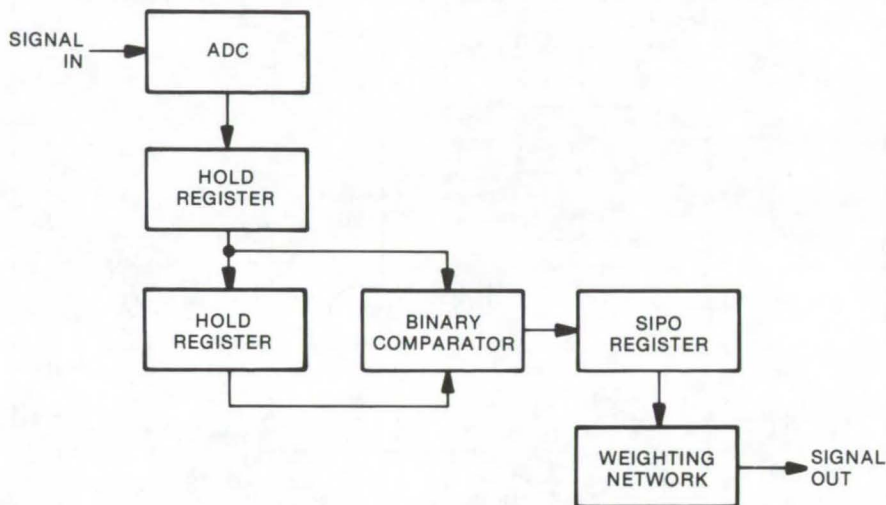 SIGNAL
IN
ADC
HOLD
REGISTER
HOLD
REGISTER
BINARY
COMPARATOR
SIPO
REGISTER
WEIGHTING
NETWORK
SIGNAL
OUT